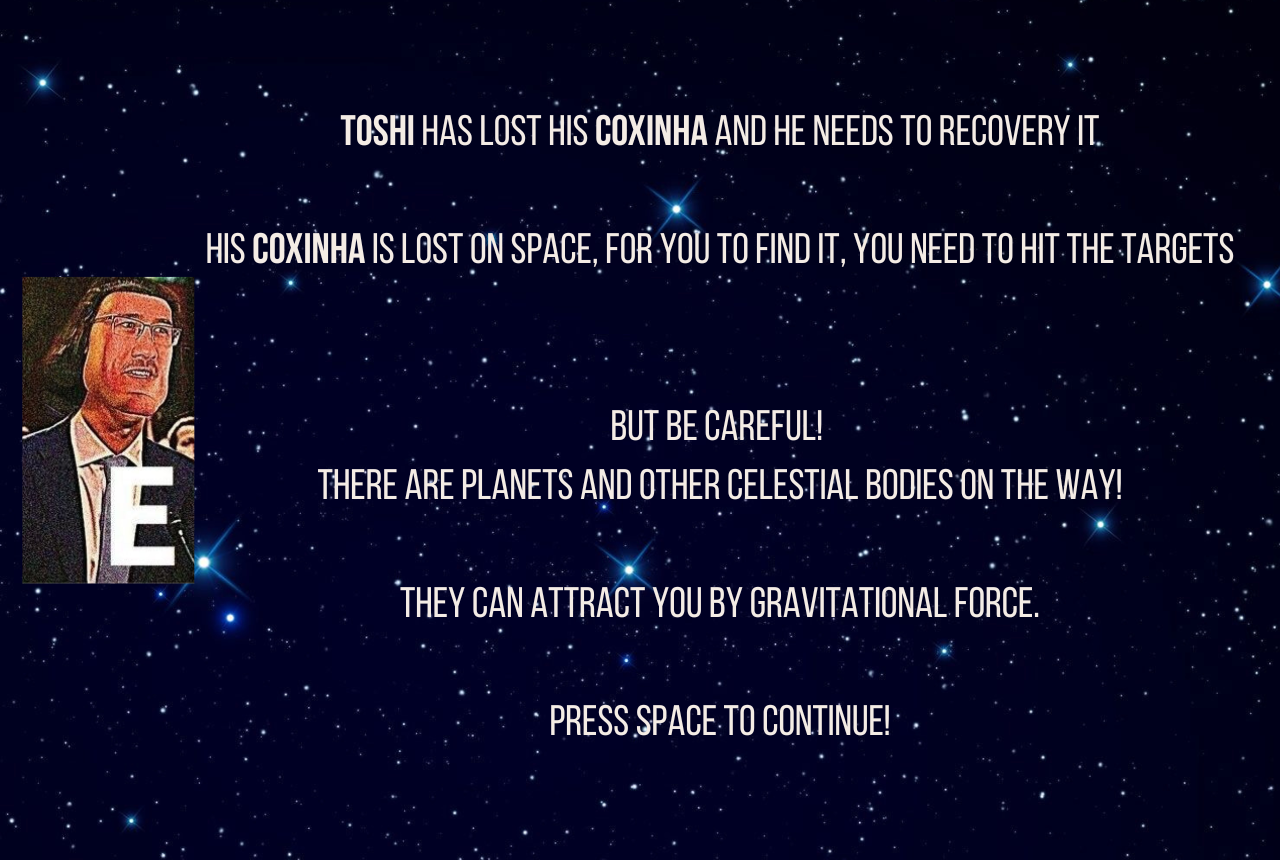 TOSHI HAS LOST HIS COXINHA AND HE NEEDS TO RECOVERY IT.
HIS COXINHA IS LOST ON SPACE, FOR YOU TO FIND IT, YOU NEED TO HIT THE TARGETS
E
BUT BE CAREFUL!
THERE ARE PLANETS AND OTHER CELESTIAL BODIES ON THE WAY!
THEY CAN ATTRACT YOU BY GRAVITATIONAL FORCE.
PRESS SPACE TO CONTINUE!